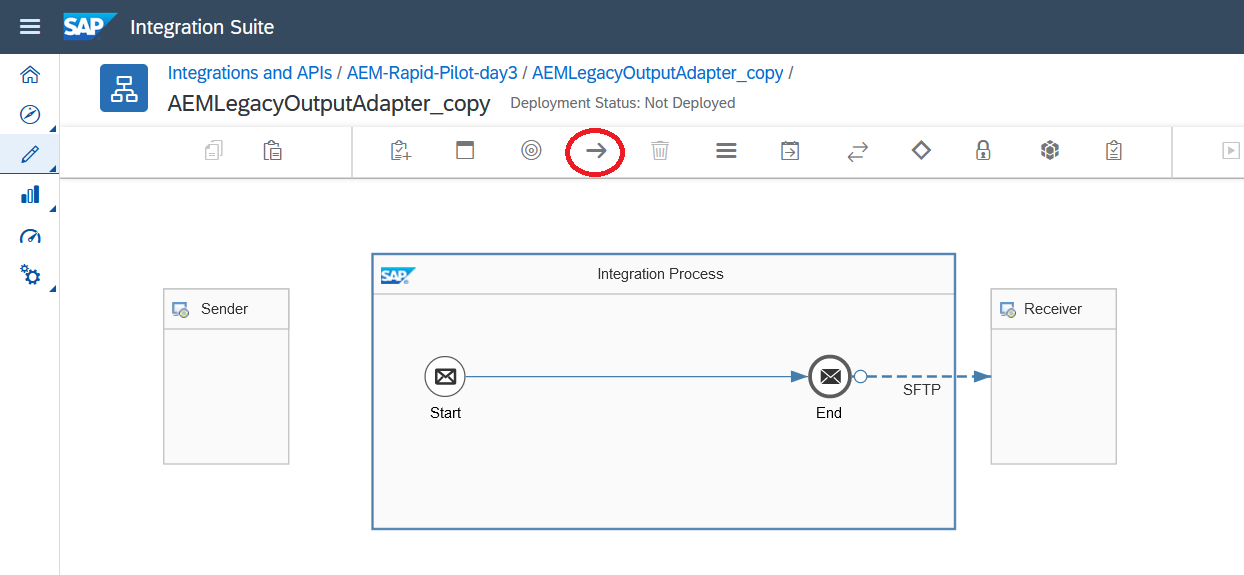 SAP Integration Suite
Integrations and APIs / AEM-Rapid-Pilot-day3 / AEMLegacyOutputAdapter_copy /
AEMLegacyOutputAdapter_copy Deployment Status: Not Deployed
SAP Integration Process
Sender
Receiver
SFTP
Start
End